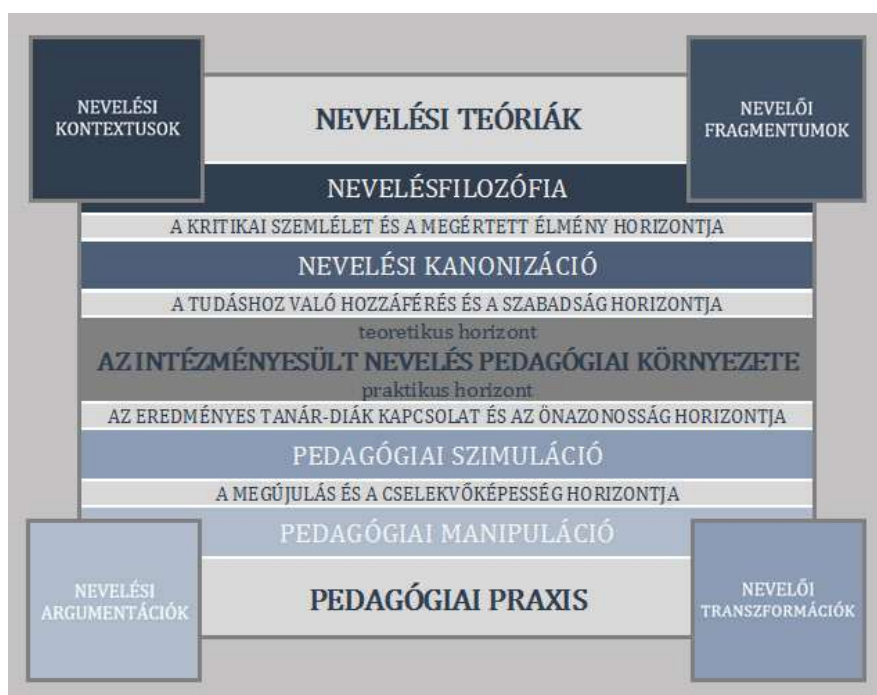 NEVELÉSI
KONTEXTUSOK
NEVELÉSI TEÓRIÁK
NEVELŐI
FRAGMENTUMOK
NEVELÉSFILOZÓFIA
A KRITIKAI SZEMLÉLET ÉS A MEGÉRTETT ÉLMÉNY HORIZONTJA
NEVELÉSI KANONIZÁCIÓ
A TUDÁSHOZ VALÓ HOZZÁFÉRÉS ÉS A SZABADSÁG HORIZONTJA
teoretikus horizont
AZ INTÉZMÉNYESÜLT NEVELÉS PEDAGÓGIAI KÖRNYEZETE
praktikus horizont
AZ EREDMÉNYES TANÁR-DIÁK KAPCSOLAT ÉS AZ ÖNAZONOSSÁG HORIZONTJA
PEDAGÓGIAI SZIMULÁCIÓ
A MEGÚJULÁS ÉS A CSELEKVŐKÉPESSÉG HORIZONTJA
PEDAGÓGIAI MANIPULÁCIÓ
NEVELÉSI
ARGUMENTÁCIÓK
PEDAGÓGIAI PRAXIS
NEVELŐI
TRANSZFORMÁCIÓK